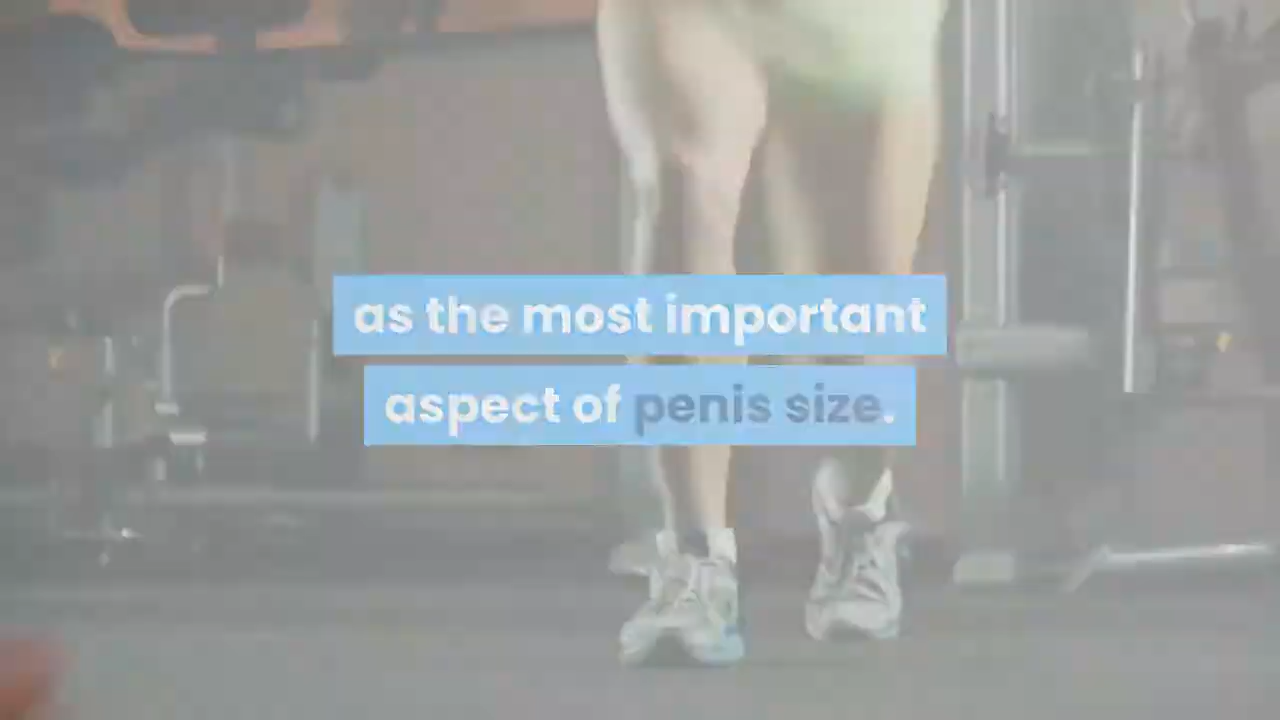 as the most important
aspect of penis size.